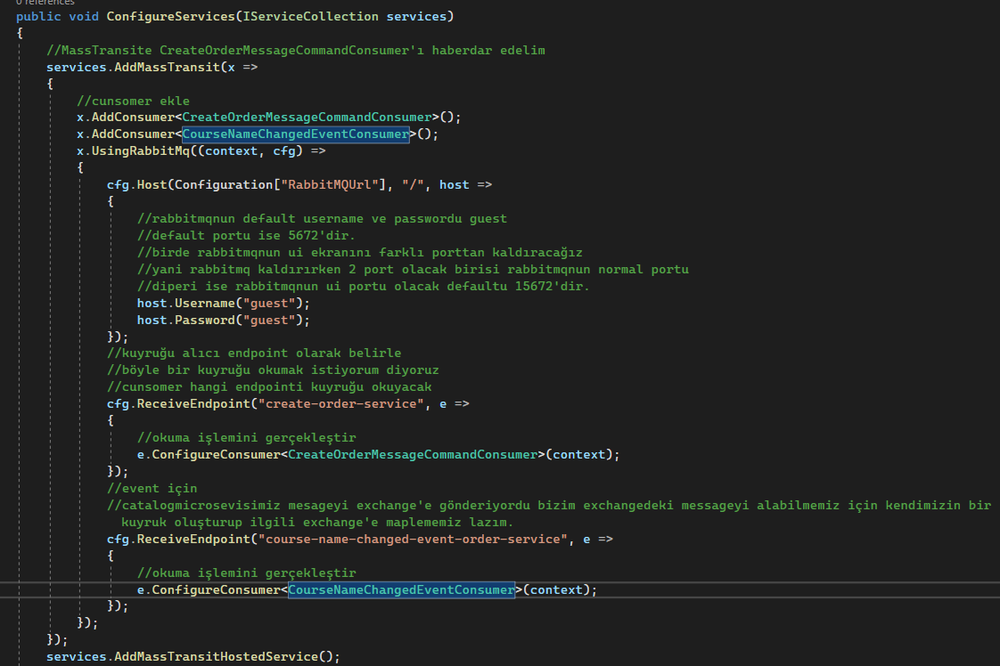 0 references
public void ConfigureServices(IServiceCollection services)
{
//MassTransite CreateOrderMessageCommandConsumer'ı haberdar edelim
services.AddMassTransit(x =>
{
//cunsomer ekle
x.AddConsumer<CreateOrderMessageCommandConsumer>();
x.AddConsumer<CourseNameChangedEventConsumer>();
x.UsingRabbitMq((context, cfg) =>
{
cfg.Host(Configuration["RabbitMQUrl"], "/", host =>
{
//rabbitmqnun default username ve passwordu guest
//default portu ise 5672'dir.
//birde rabbitmqnun ui ekranını farklı porttan kaldıracağız
//yani rabbitmq kaldırırken 2 port olacak birisi rabbitmqnun normal portu
//diperi ise rabbitmqnun ui portu olacak defaultu 15672'dir.
host.Username("guest");
host.Password("guest");
});
//kuyruğu alıcı endpoint olarak belirle
//böyle bir kuyruğu okumak istiyorum diyoruz
//cunsomer hangi endpointi kuyruğu okuyacak
cfg.ReceiveEndpoint("create-order-service", e =>
{
//okuma işlemini gerçekleştir
e.ConfigureConsumer<CreateOrderMessageCommandConsumer>(context);
});
//event için
//catalogmicrosevisimiz mesageyi exchange'e gönderiyordu bizim exchangedeki messageyi alabilmemiz için kendimizin bir
kuyruk oluşturup ilgili exchange'e maplememiz lazım.
cfg.ReceiveEndpoint("course-name-changed-event-order-service", e =>
{
//okuma işlemini gerçekleştir
e.ConfigureConsumer<CourseNameChangedEventConsumer>(context);
});
});
});
services.AddMassTransitHostedService();